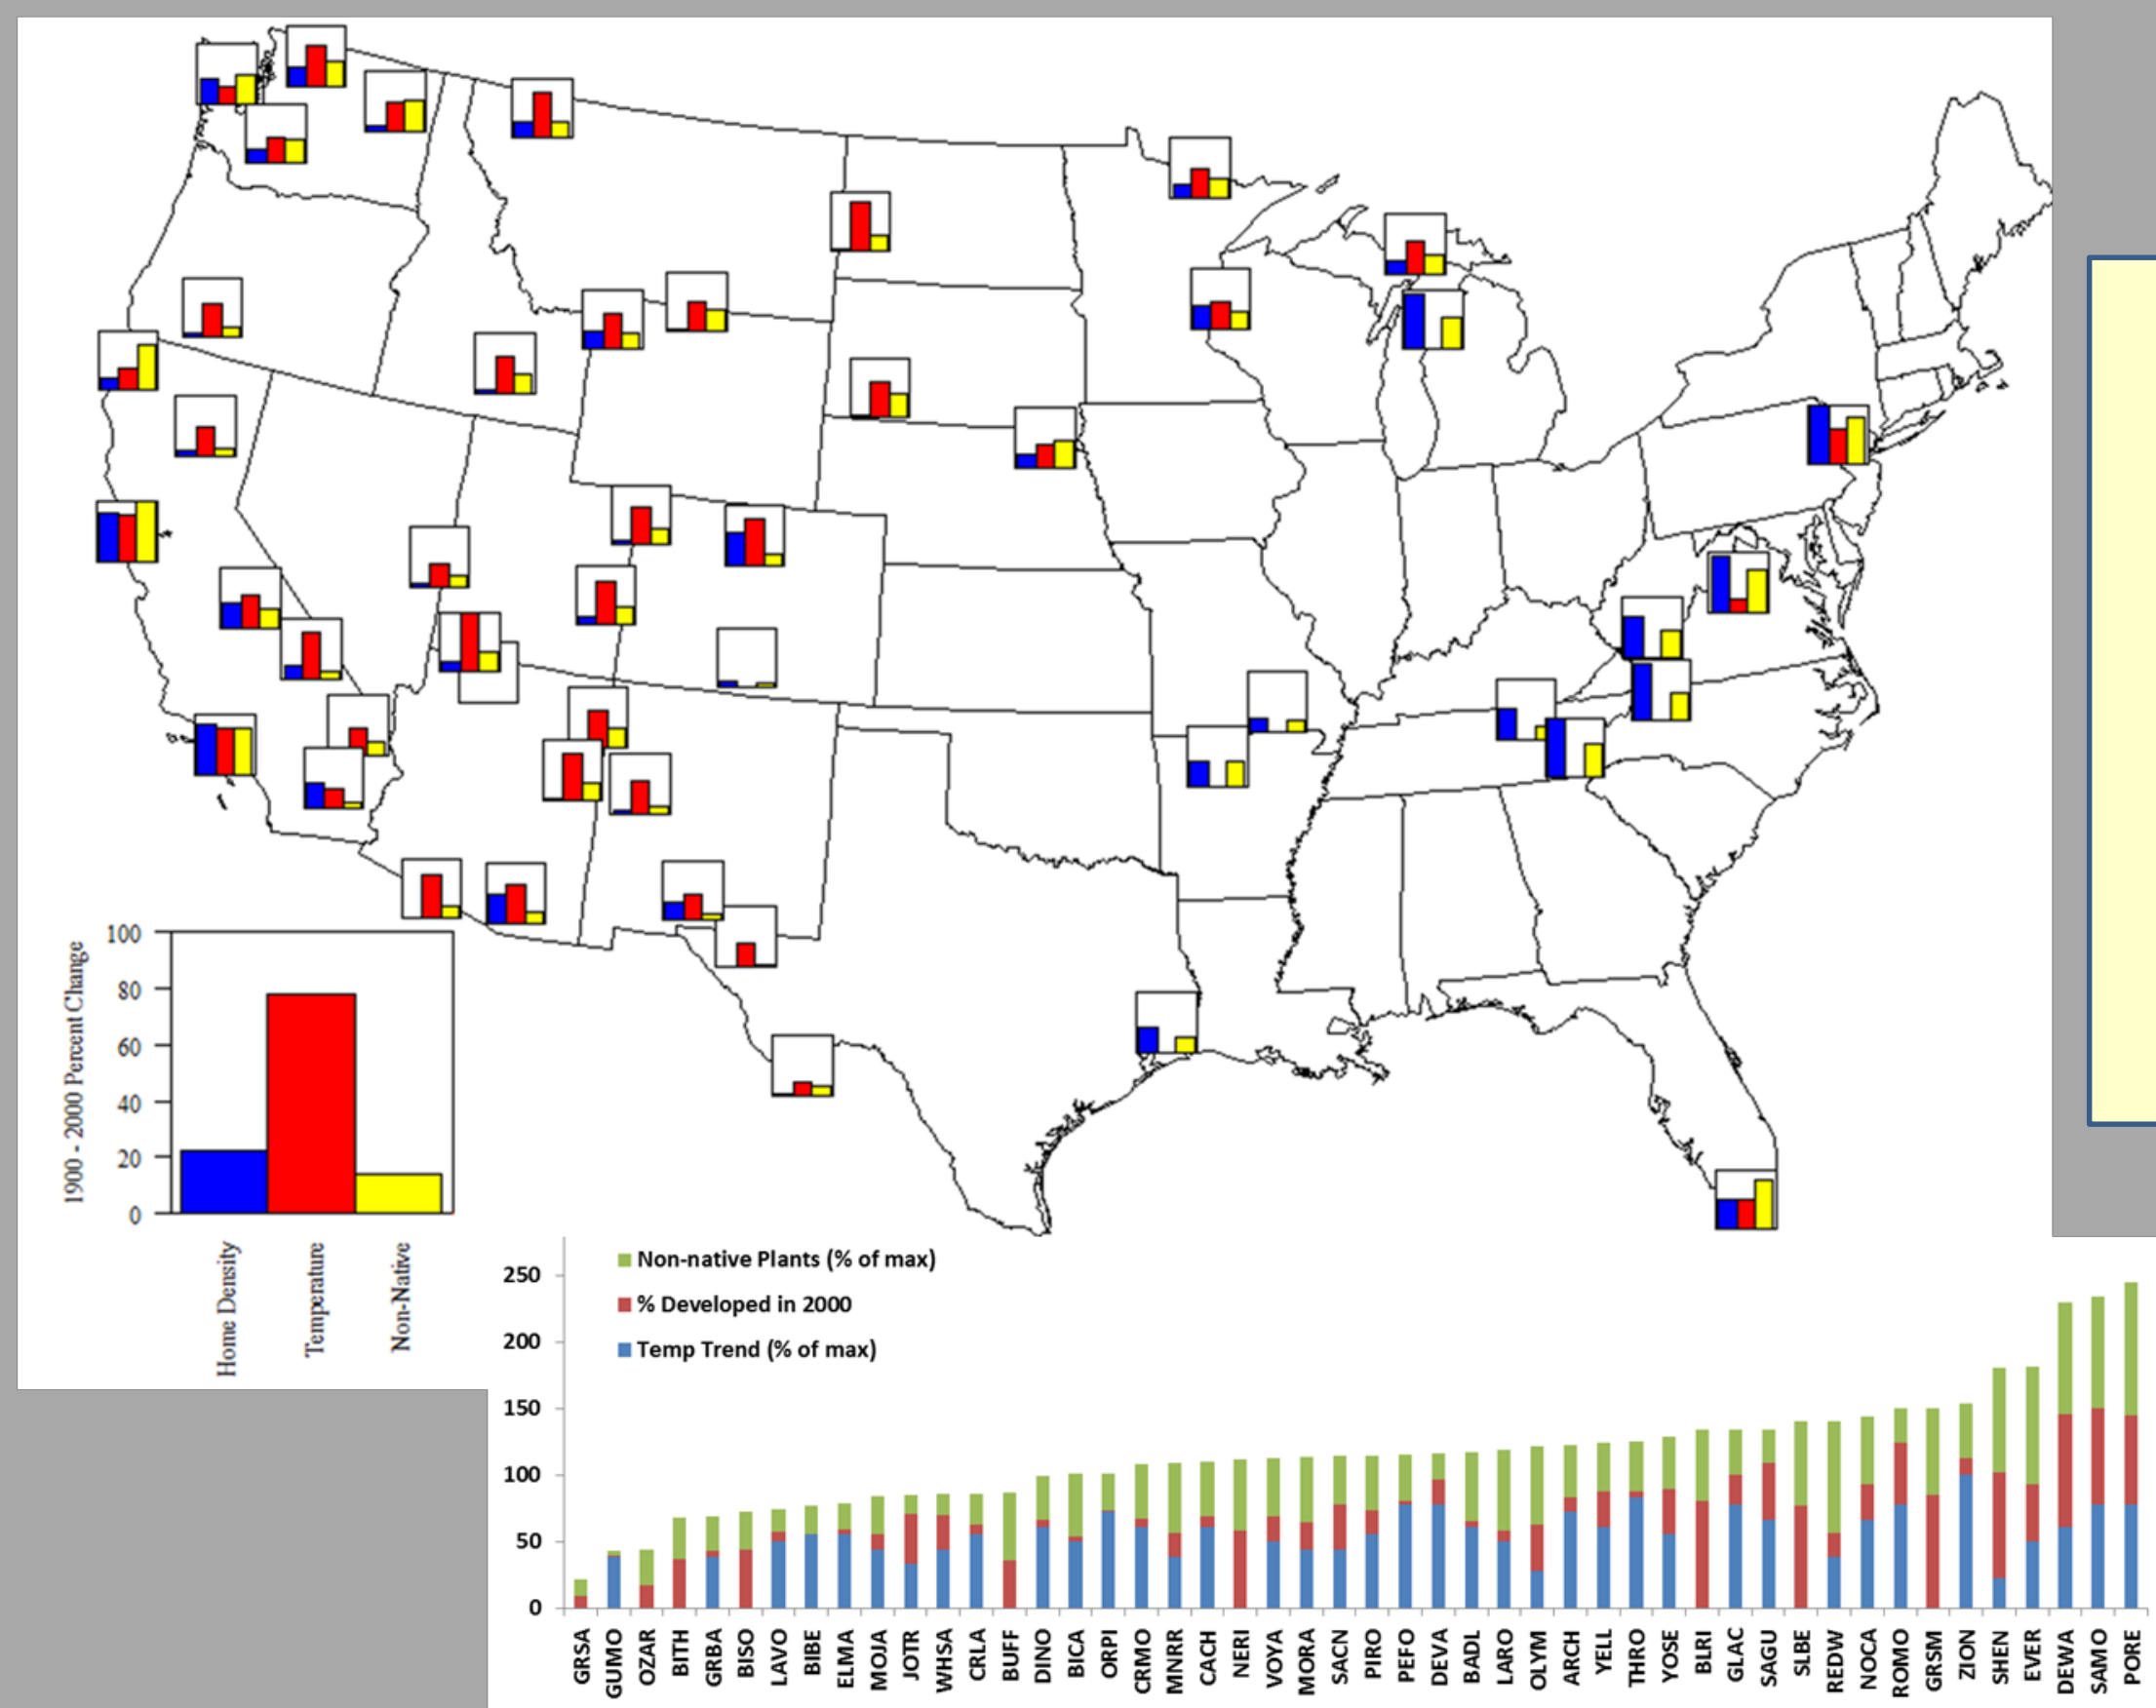 100
80
60
40
20
0
1900 - 2000 Percent Change
Home Density
Temperature
Non-Native
Non-native Plants (% of max)
% Developed in 2000
Temp Trend (% of max)
250
200
150
100
50
0
GRSA
GUMO
OZAR
BITH
GRBA
BISO
LAVO
BIBE
ELMA
MOJA
JOTR
WHSA
CRLA
BUFF
DINO
BICA
ORPI
CRMO
MNRR
CACH
NERI
VOYA
MORA
SACN
PIRO
PEFO
DEVA
BADL
LARO
OLYM
ARCH
YELL
THRO
YOSE
BLRI
GLAC
SAGU
SLBE
REDW
NOCA
ROMO
GRSM
ZION
SHEN
EVER
DEWA
SAMO
PORE